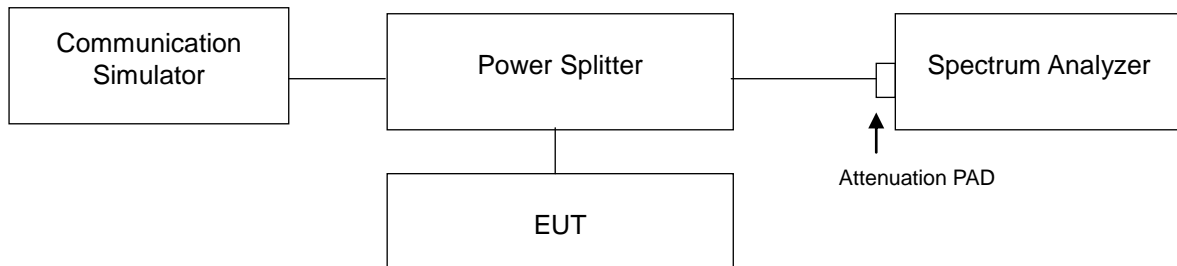 Communication
Simulator
Power Splitter
Spectrum Analyzer
Attenuation PAD
EUT